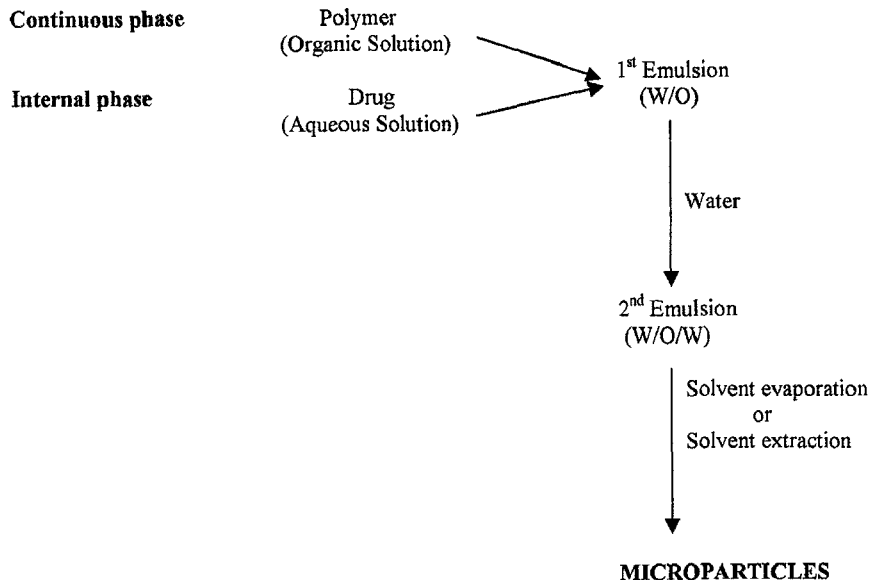 Continuous phase
Polymer
(Organic Solution)
Internal phase
Drug
(Aqueous Solution)
1st Emulsion
(W/O)
Water
2nd Emulsion
(W/O/W)
Solvent evaporation
or
Solvent extraction
MICROPARTICLES